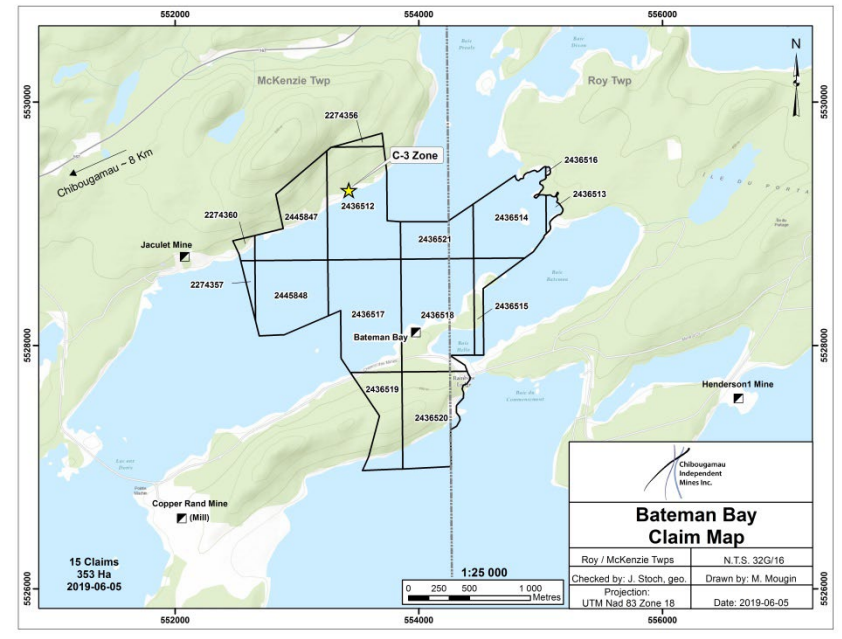 552000
554000
556000
5530000
5530000
McKenzie Twp
Roy Twp
N
2274356
C-3 Zone
Chibougamau ~ 8 Km
2436516
2436513
2445847
2436512
2436514
2274360
2436521
Jaculet Mine
2274357
2445848
2436517
2436518
2436515
5528000
5528000
Bateman Bay
2436519
Henderson1 Mine
2436520
Copper Rand Mine
(Mill)
15 Claims
353 Ha
2019-06-05
1:25 000
0 250 500 1 000
Metres
Chibougamau
Independent
Mines Inc.
Bateman Bay
Claim Map
Roy / McKenzie Twps
N.T.S. 32G/16
Checked by: J. Stoch, geo.
Drawn by: M. Mougin
Projection:
UTM Nad 83 Zone 18
Date: 2019-06-05
5526000
5526000
552000
554000
556000